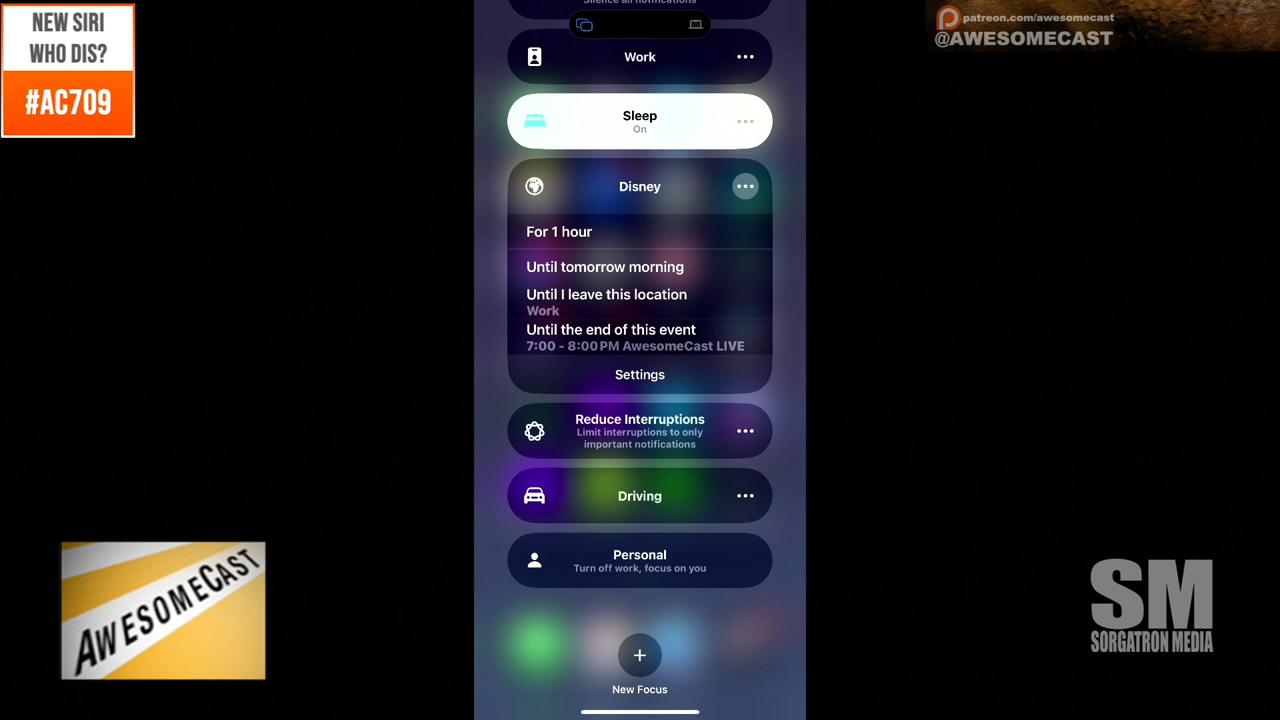 NEW SIRI
WHO DIS?
#AC709
Silence all notifications
Work
Sleep
On
Disney
For 1 hour
Until tomorrow morning
Until I leave this location
Work
Until the end of this event
7:00 - 8:00 PM AwesomeCast LIVE
Settings
Reduce Interruptions
Limit interruptions to only
important notifications
Driving
Personal
Turn off work, focus on you
New Focus
patreon.com/awesomecast
@AWESOMECAST
AWESOMECAST
SM
SORGATRON MEDIA